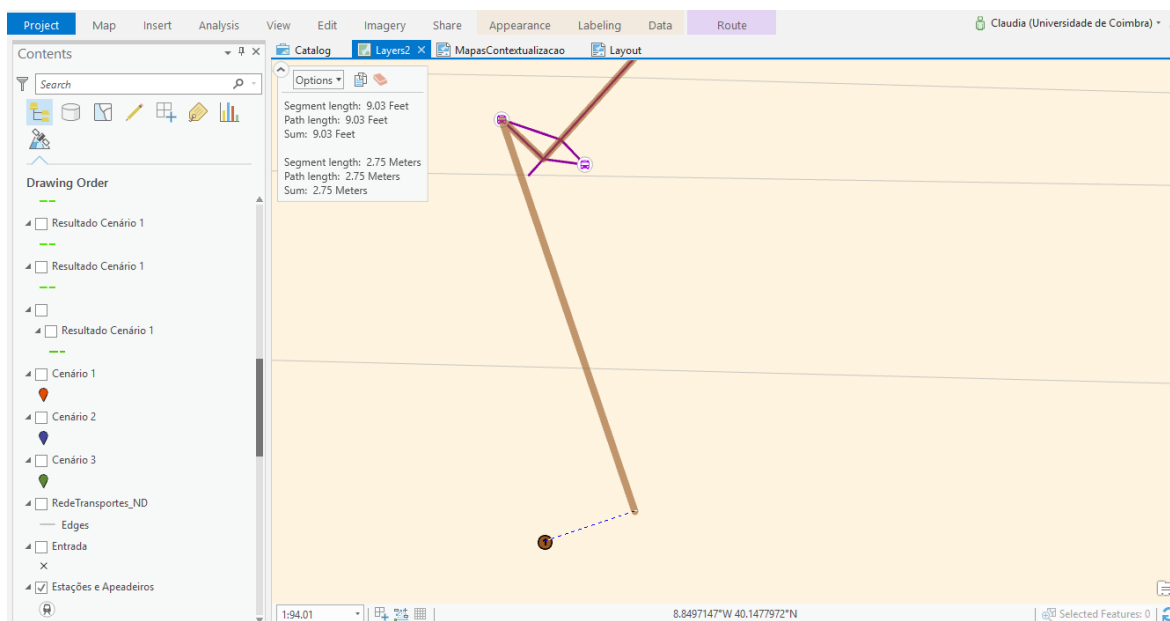 Project Map Insert Analysis View Edit Imagery Share Appearance Labeling Data Route Claudia (Universidade de Coimbra)
Contents
Catalog Layers2 MapasContextualizacao Layout
Search
Options
Segment length: 9.03 Feet
Path length: 9.03 Feet
Sum: 9.03 Feet
Segment length: 2.75 Meters
Path length: 2.75 Meters
Sum: 2.75 Meters
Drawing Order
Resultado Cenário 1
Resultado Cenário 1
Resultado Cenário 1
Cenário 1
Cenário 2
Cenário 3
RedeTransportes_ND
Edges
Entrada
Estações e Apeadeiros
1
1:94.01 8.8497147°W 40.1477972°N Selected Features: 0